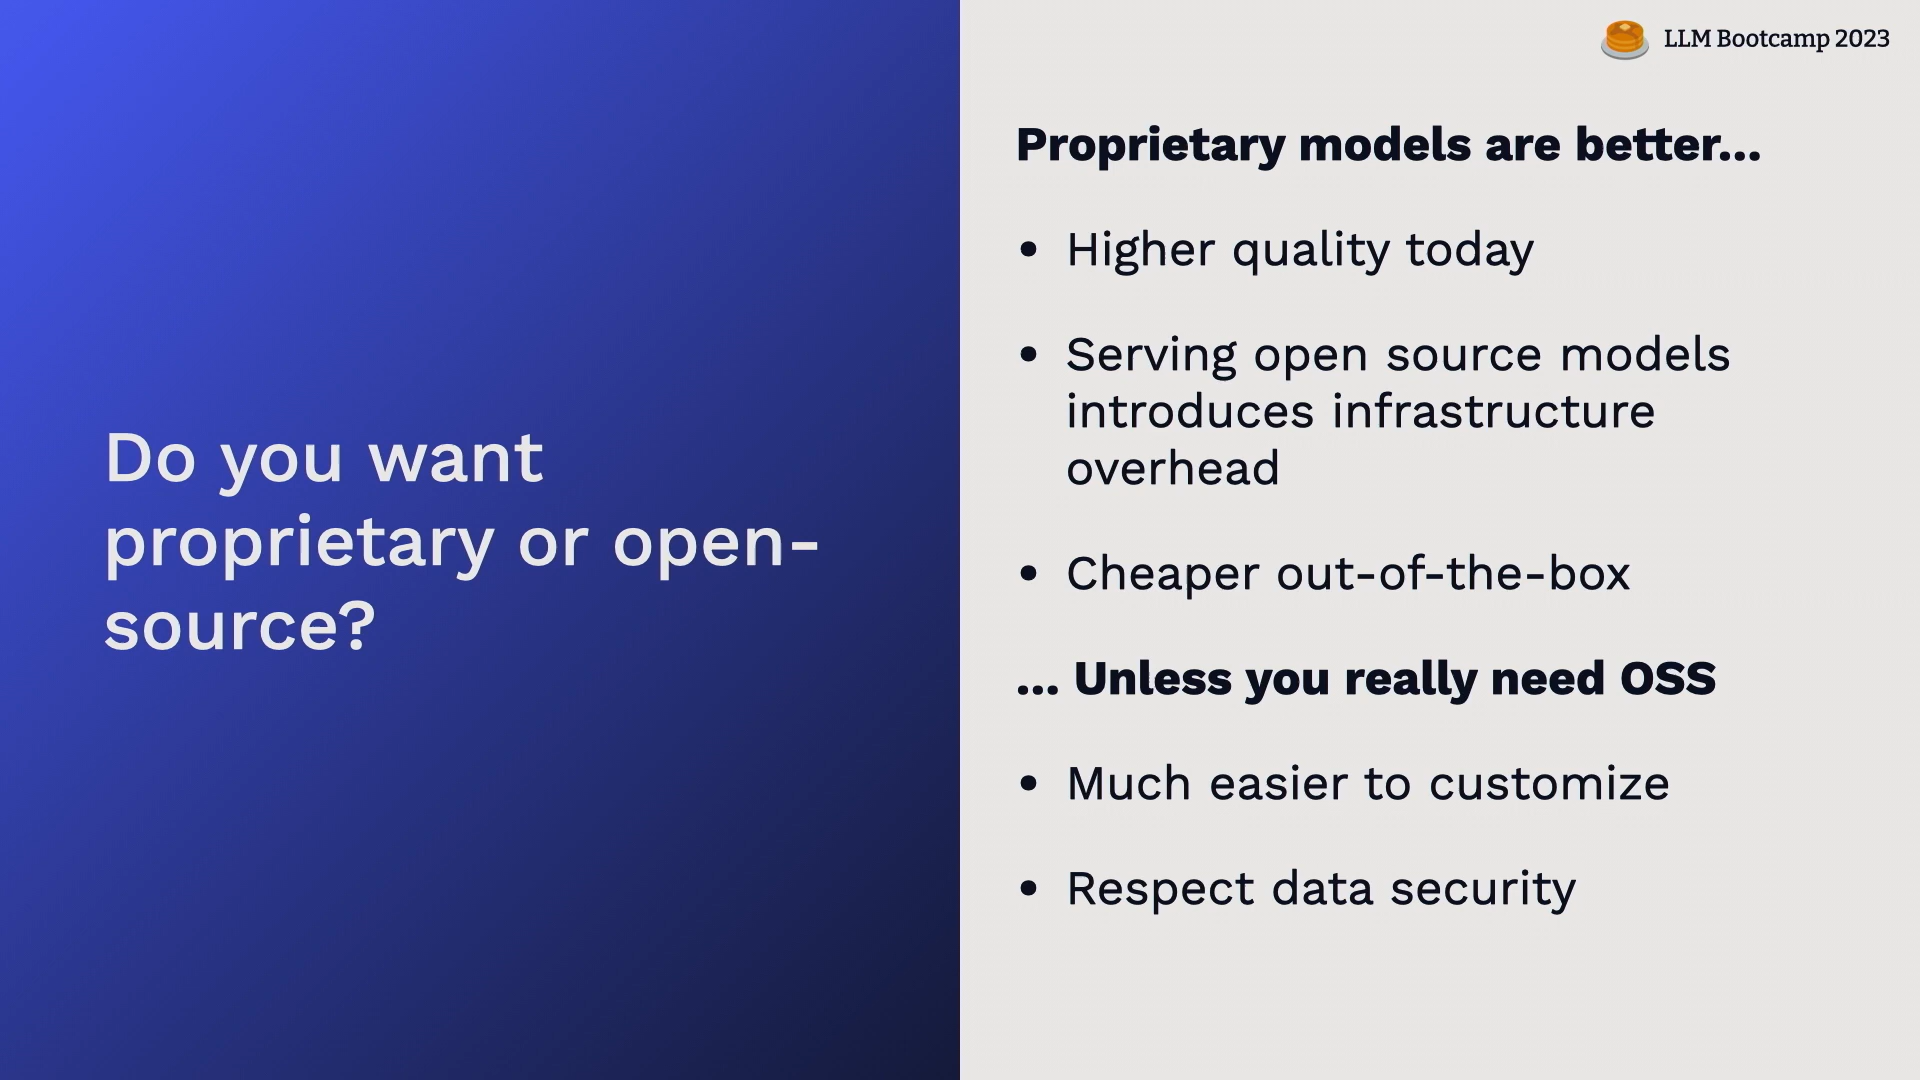 LLM Bootcamp 2023
Do you want
proprietary or open-
source?
Proprietary models are better...
• Higher quality today
• Serving open source models
introduces infrastructure
overhead
• Cheaper out-of-the-box
... Unless you really need OSS
• Much easier to customize
• Respect data security